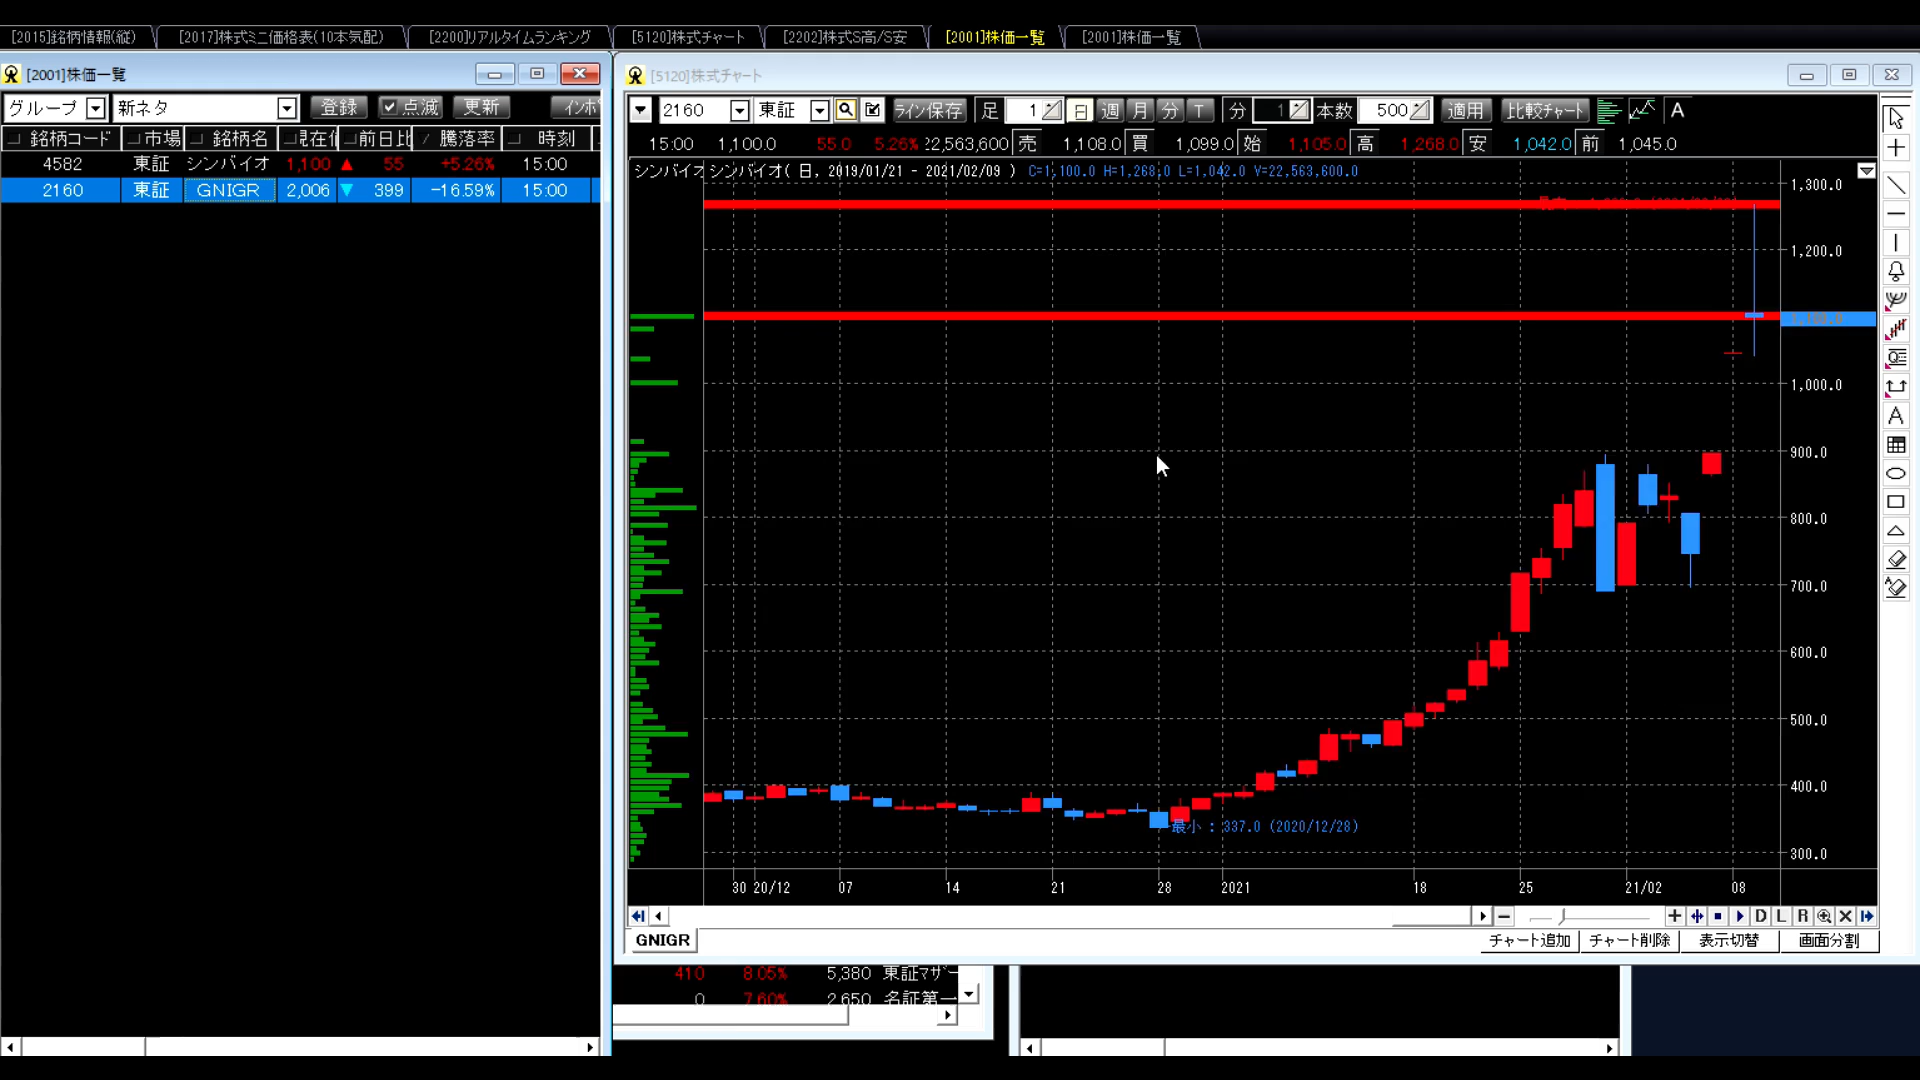 [2015]銘柄情報(縦) [2017]株式ミニ価格表(10本気配) [2200]リアルタイムランキング [5120]株式チャート [2202]株式S高/S安 [2001]株価一覧 [2001]株価一覧
[2001]株価一覧
グループ 新ネタ 登録 点滅 更新
銘柄コード 市場 銘柄名 現在値 前日比 騰落率 時刻
4582 東証 シンバイオ 1,100 ▲ 55 +5.26% 15:00
2160 東証 GNIGR 2,006 ▼ 399 -16.59% 15:00
[5120]株式チャート
2160 東証 ライン保存 足 1 日 週 月 分 T 分 1 本数 500 適用 比較チャート A
15:00 1,100.0 55.0 5.26% 22,563,600 売 1,108.0 買 1,099.0 始 1,105.0 高 1,268.0 安 1,042.0 前 1,045.0
シンバイオ シンバイオ( 日, 2019/01/21 - 2021/02/09 ) C=1,100.0 H=1,268.0 L=1,042.0 V=22,563,600.0
1,300.0
1,200.0
1,000.0
900.0
800.0
700.0
600.0
500.0
400.0
300.0
最小 : 337.0 (2020/12/28)
30 20/12 07 14 21 28 2021 18 25 21/02 08
D L R
GNIGR チャート追加 チャート削除 表示切替 画面分割
410 8.05% 5,380 東証マザー
0 7.60% 2,650 名証第一
A